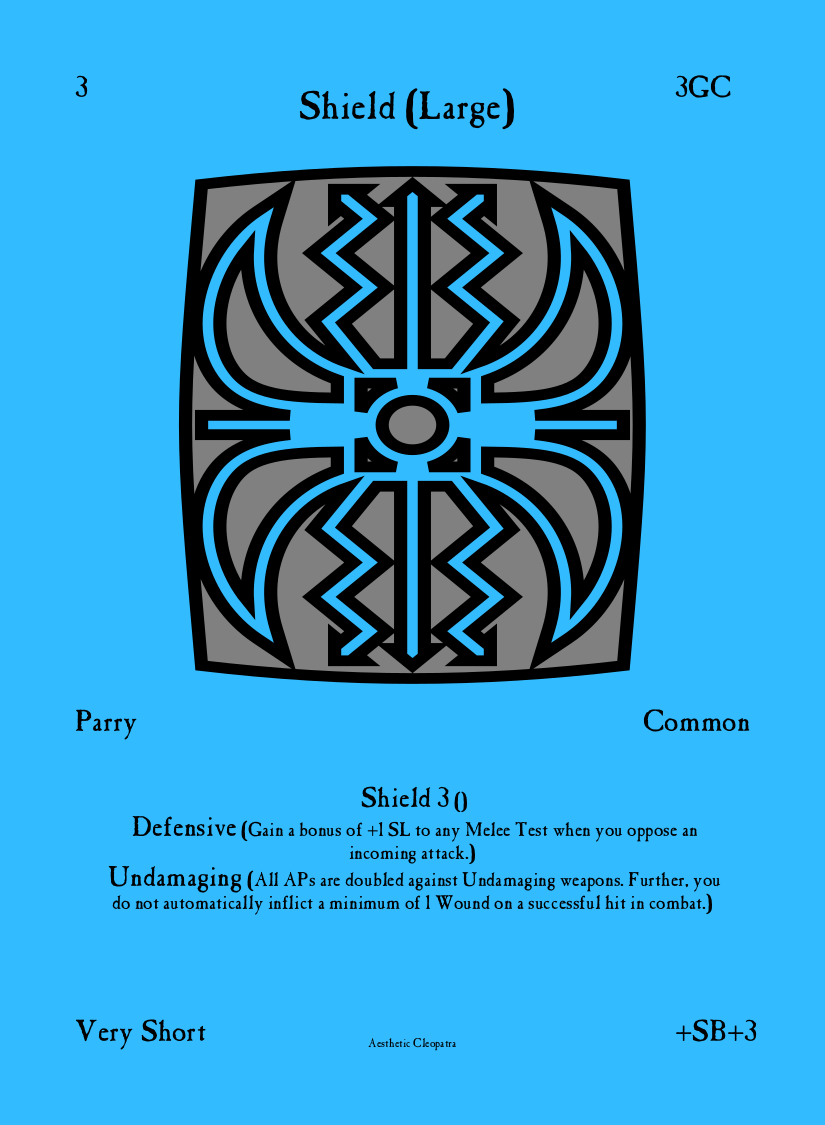 3
3GC
Shield (Large)
Parry
Common
Shield 3 ()
Defensive (Gain a bonus of +1 SL to any Melee Test when you oppose an
incoming attack.)
Undamaging (All APs are doubled against Undamaging weapons. Further, you
do not automatically inflict a minimum of 1 Wound on a successful hit in combat.)
Very Short
Aesthetic Cleopatra
+SB+3